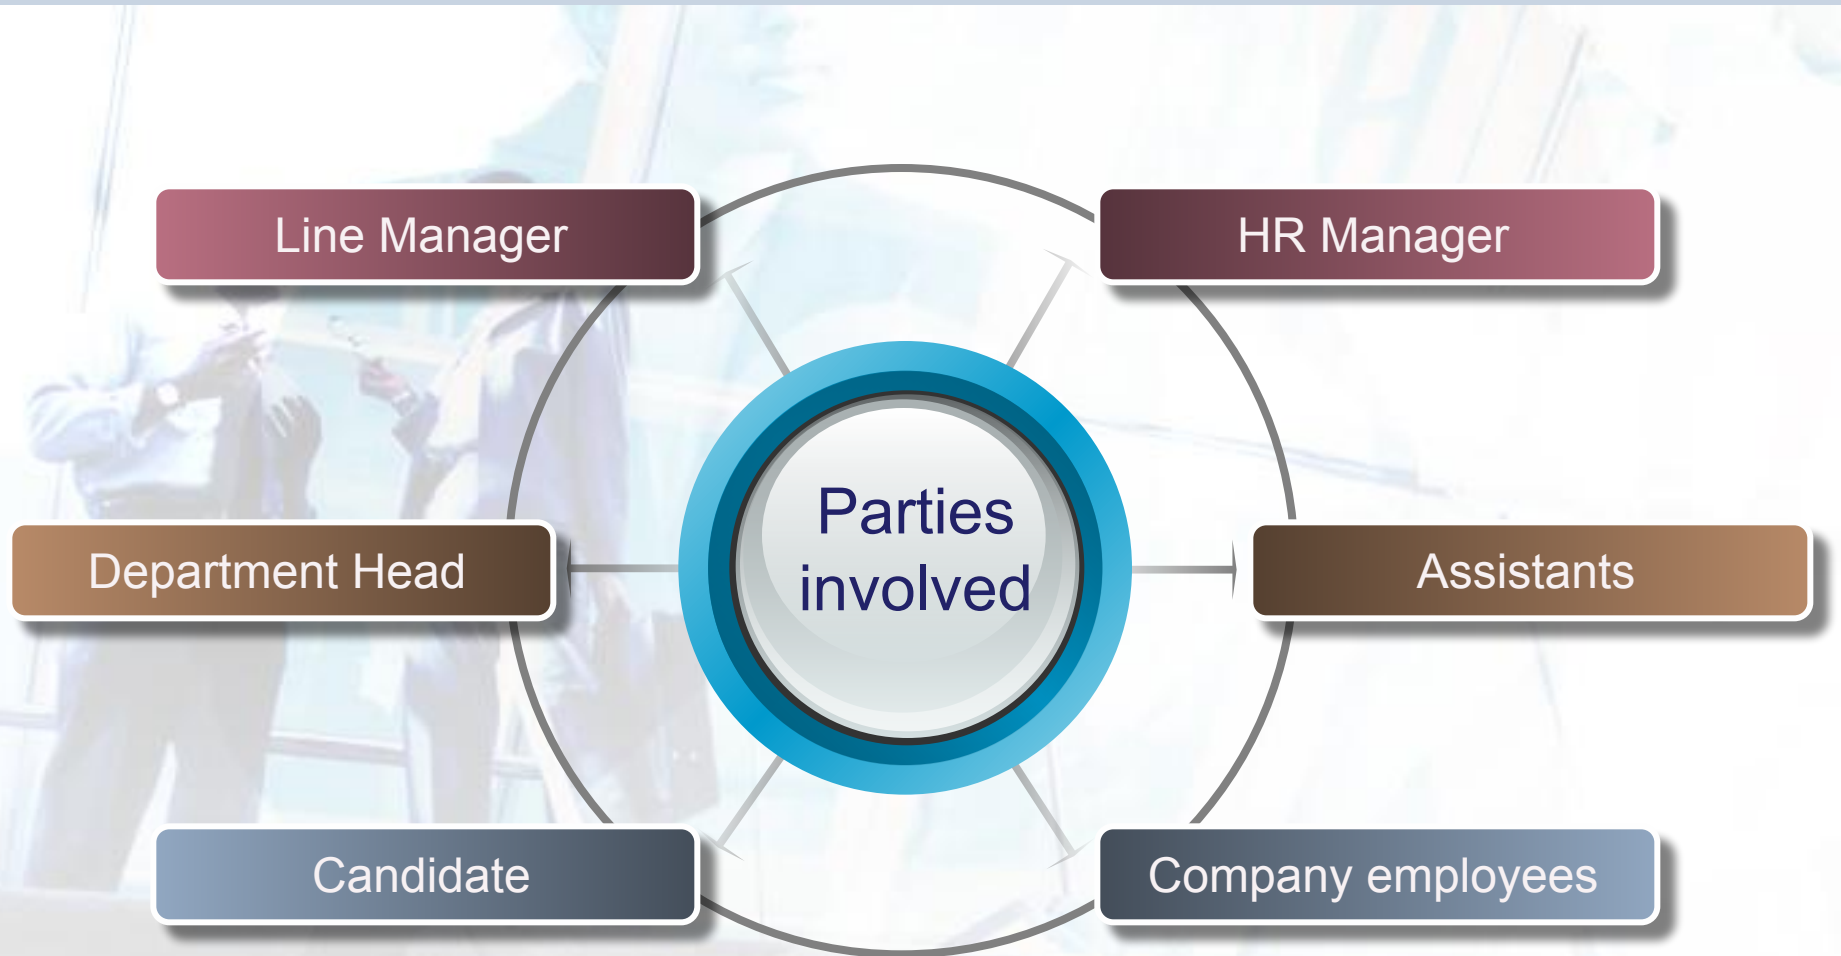 Line Manager
HR Manager
Parties
involved
Department Head
Assistants
Candidate
Company employees